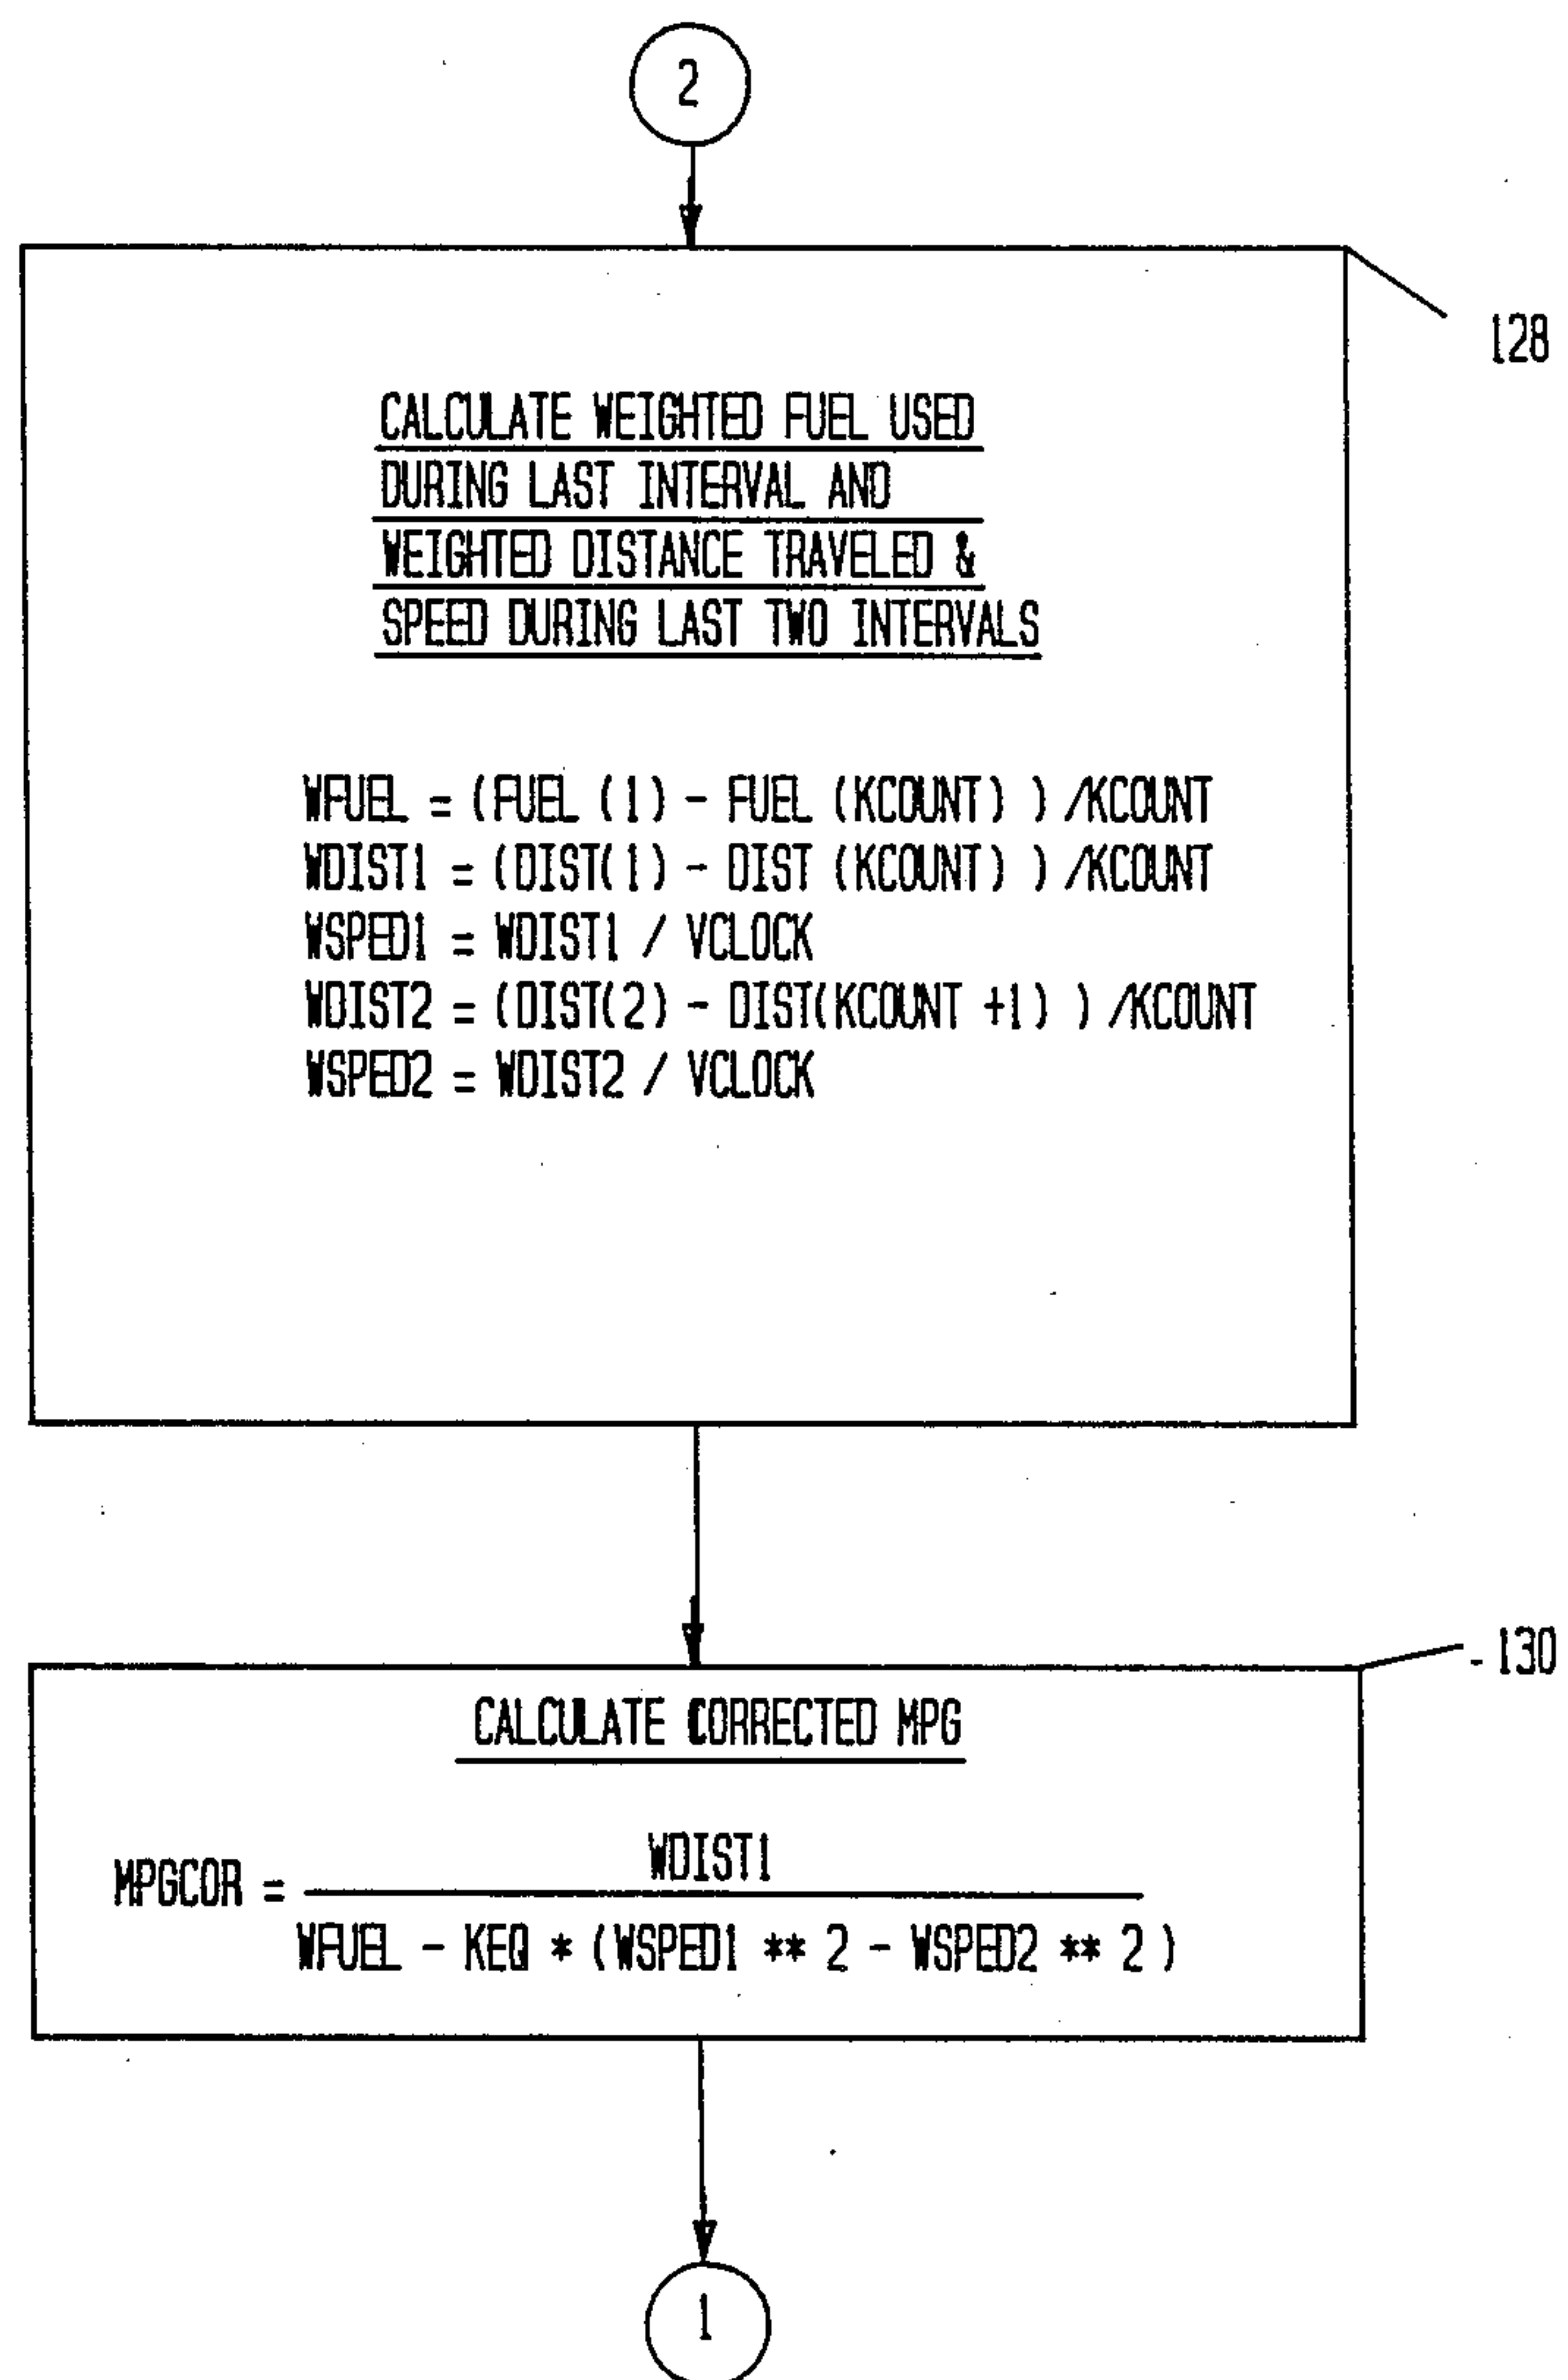 2
128
CALCULATE WEIGHTED FUEL USED
DURING LAST INTERVAL AND
WEIGHTED DISTANCE TRAVELED &
SPEED DURING LAST TWO INTERVALS
WFUEL = (FUEL (1) - FUEL (KCOUNT) ) /KCOUNT
WDIST1 = (DIST(1) - DIST (KCOUNT) ) /KCOUNT
WSPED1 = WDIST1 / VCLOCK
WDIST2 = (DIST(2) - DIST(KCOUNT +1) ) /KCOUNT
WSPED2 = WDIST2 / VCLOCK
130
CALCULATE CORRECTED MPG
WDIST1
MPGCOR =
WFUEL - KEQ * (WSPED1 ** 2 - WSPED2 ** 2 )
1